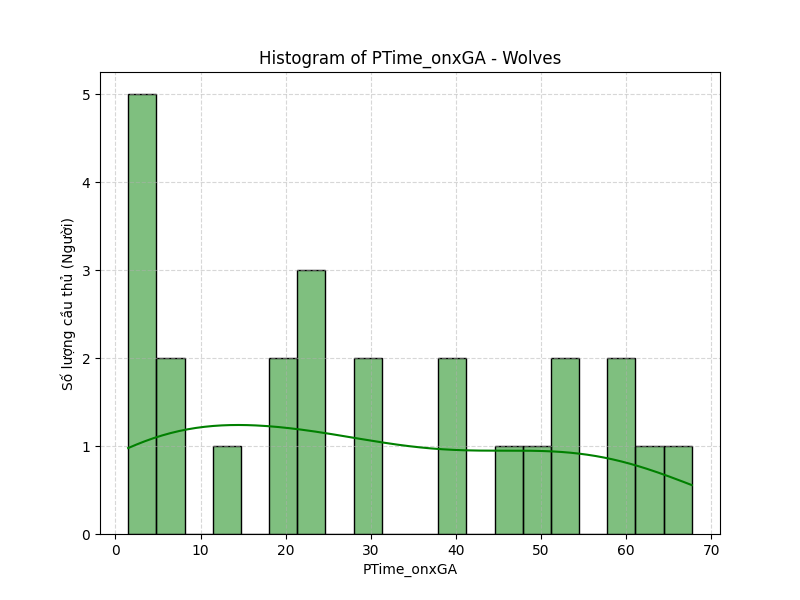 Histogram of PTime_onxGA - Wolves
Số lượng cầu thủ (Người)
5
4
3
2
1
0
0 10 20 30 40 50 60 70
PTime_onxGA